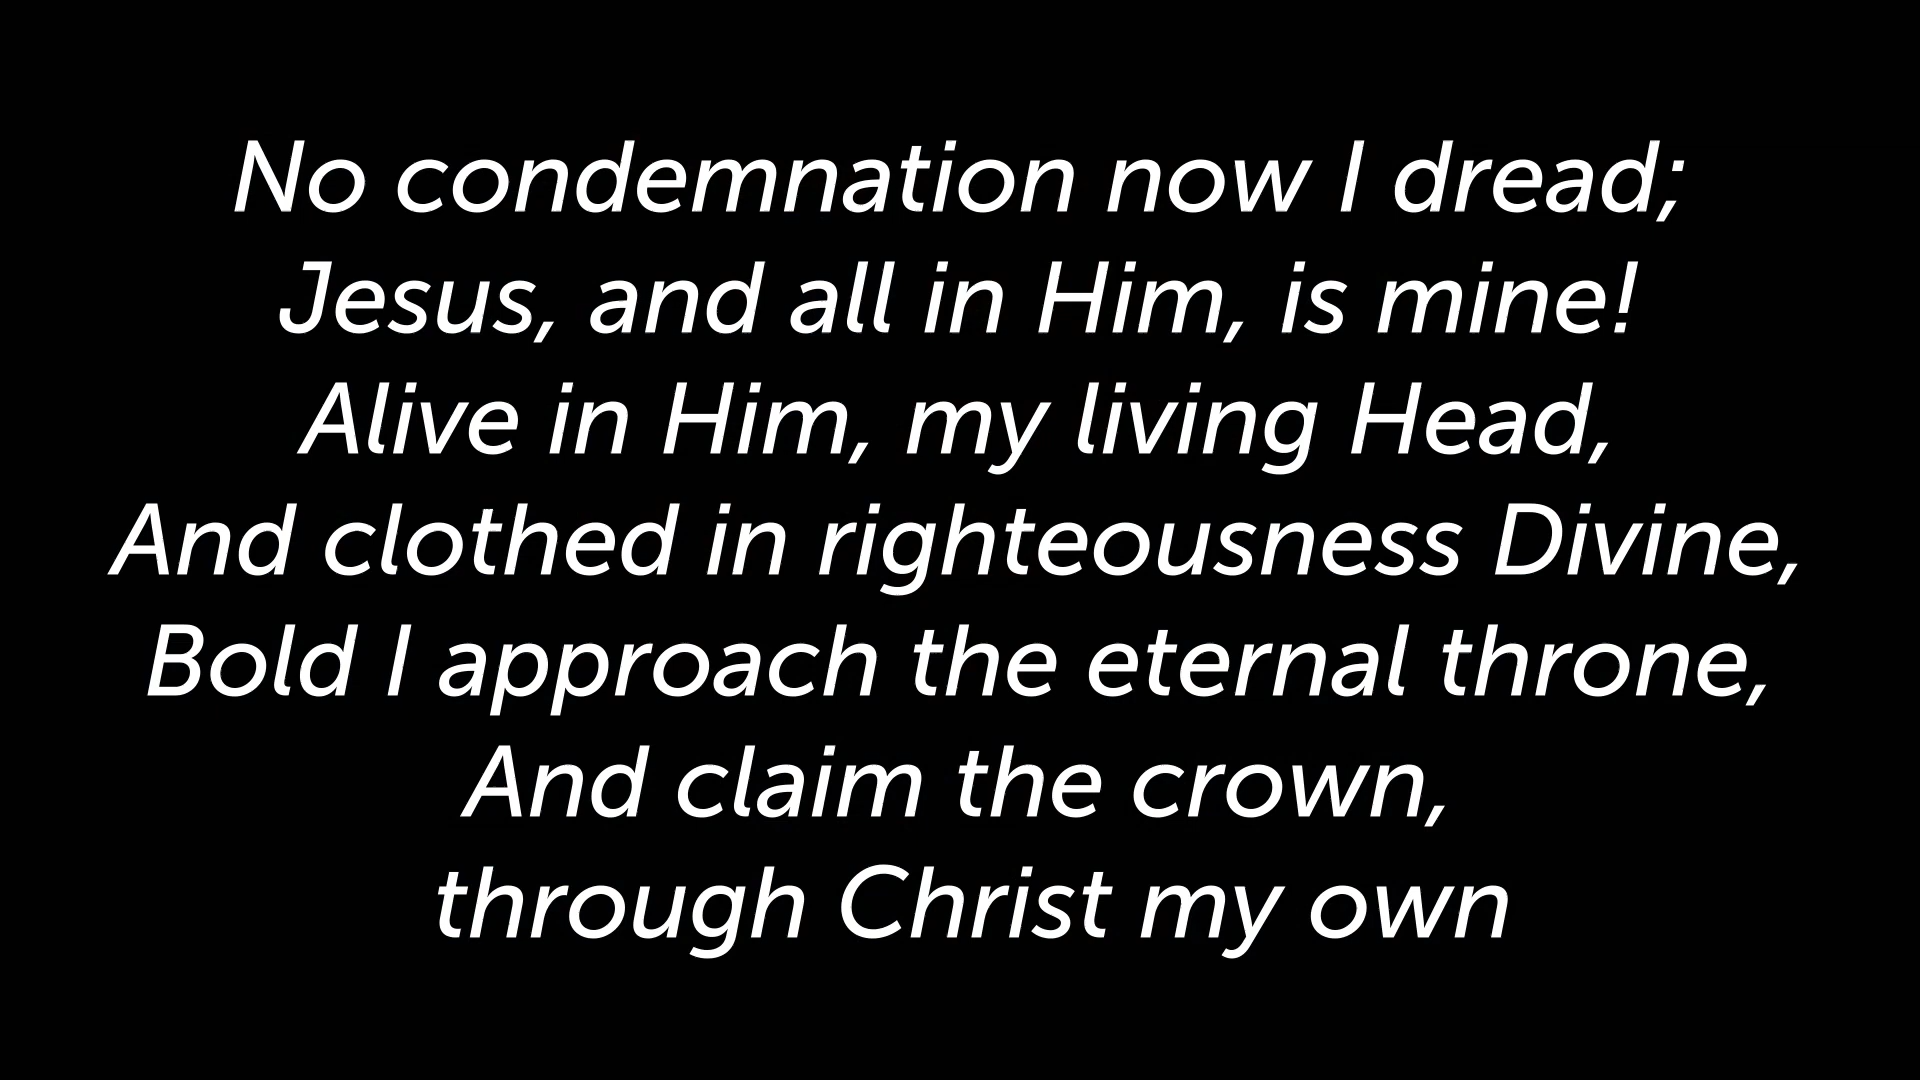 No condemnation now I dread;
Jesus, and all in Him, is mine!
Alive in Him, my living Head,
And clothed in righteousness Divine,
Bold I approach the eternal throne,
And claim the crown,
through Christ my own